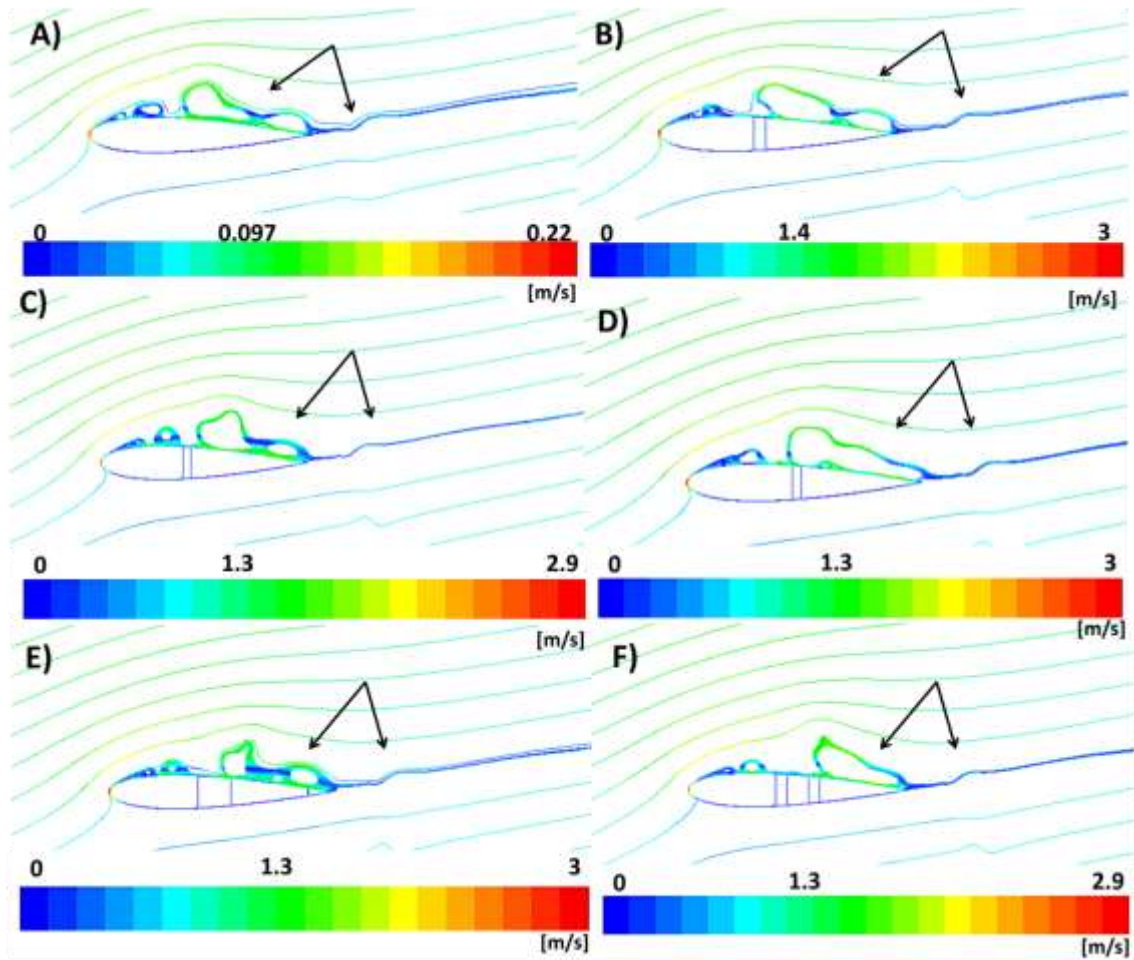 A)
B)
0 0.097 0.22
[m/s]
0 1.4 3
[m/s]
C)
D)
0 1.3 2.9
[m/s]
0 1.3 3
[m/s]
E)
F)
0 1.3 3
[m/s]
0 1.3 2.9
[m/s]